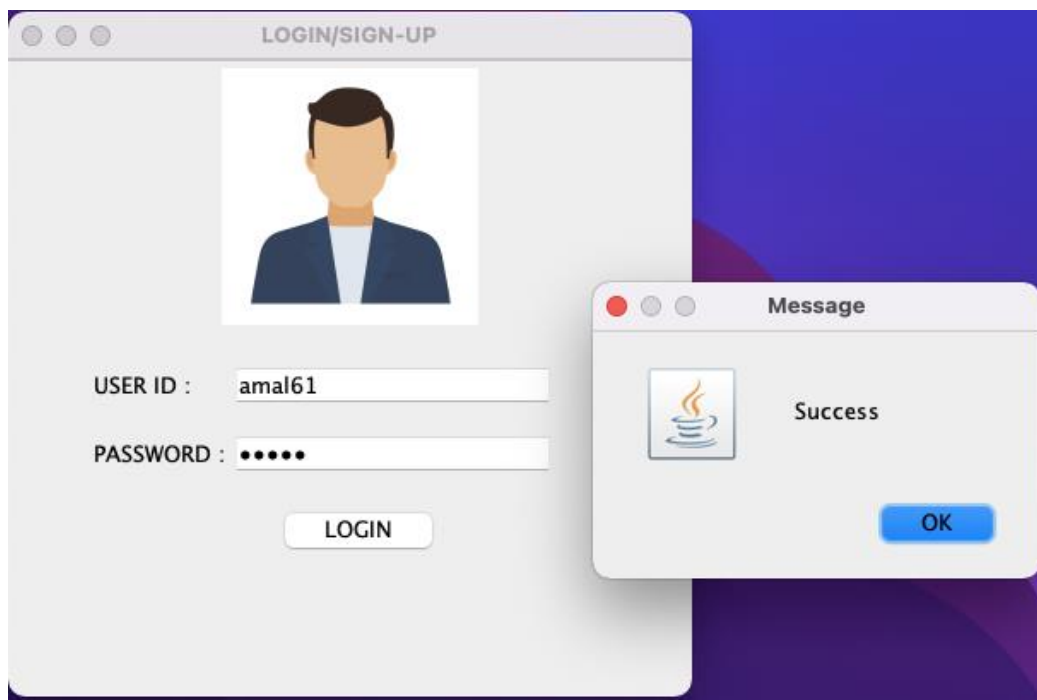 LOGIN/SIGN-UP
USER ID : amal61
PASSWORD : •••••
LOGIN
Message
Success
OK